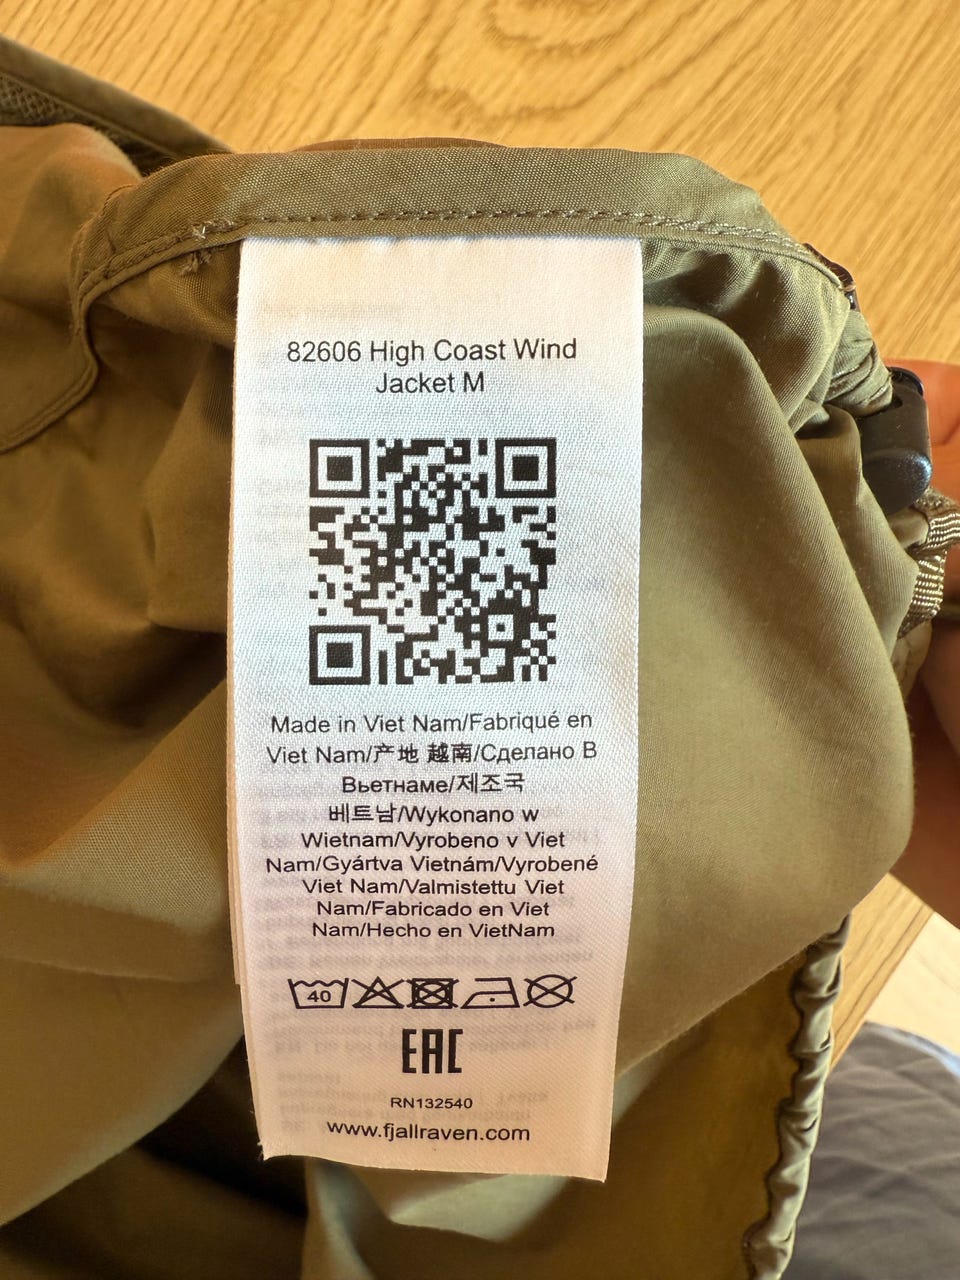 82606 High Coast Wind
Jacket M
Made in Viet Nam/Fabriqué en
Viet Nam/产地 越南/Сделано В
Вьетнаме/제조국
베트남/Wykonano w
Wietnam/Vyrobeno v Viet
Nam/Gyártva Vietnám/Vyrobené
Viet Nam/Valmistettu Viet
Nam/Fabricado en Viet
Nam/Hecho en VietNam
40
EAC
RN132540
www.fjallraven.com